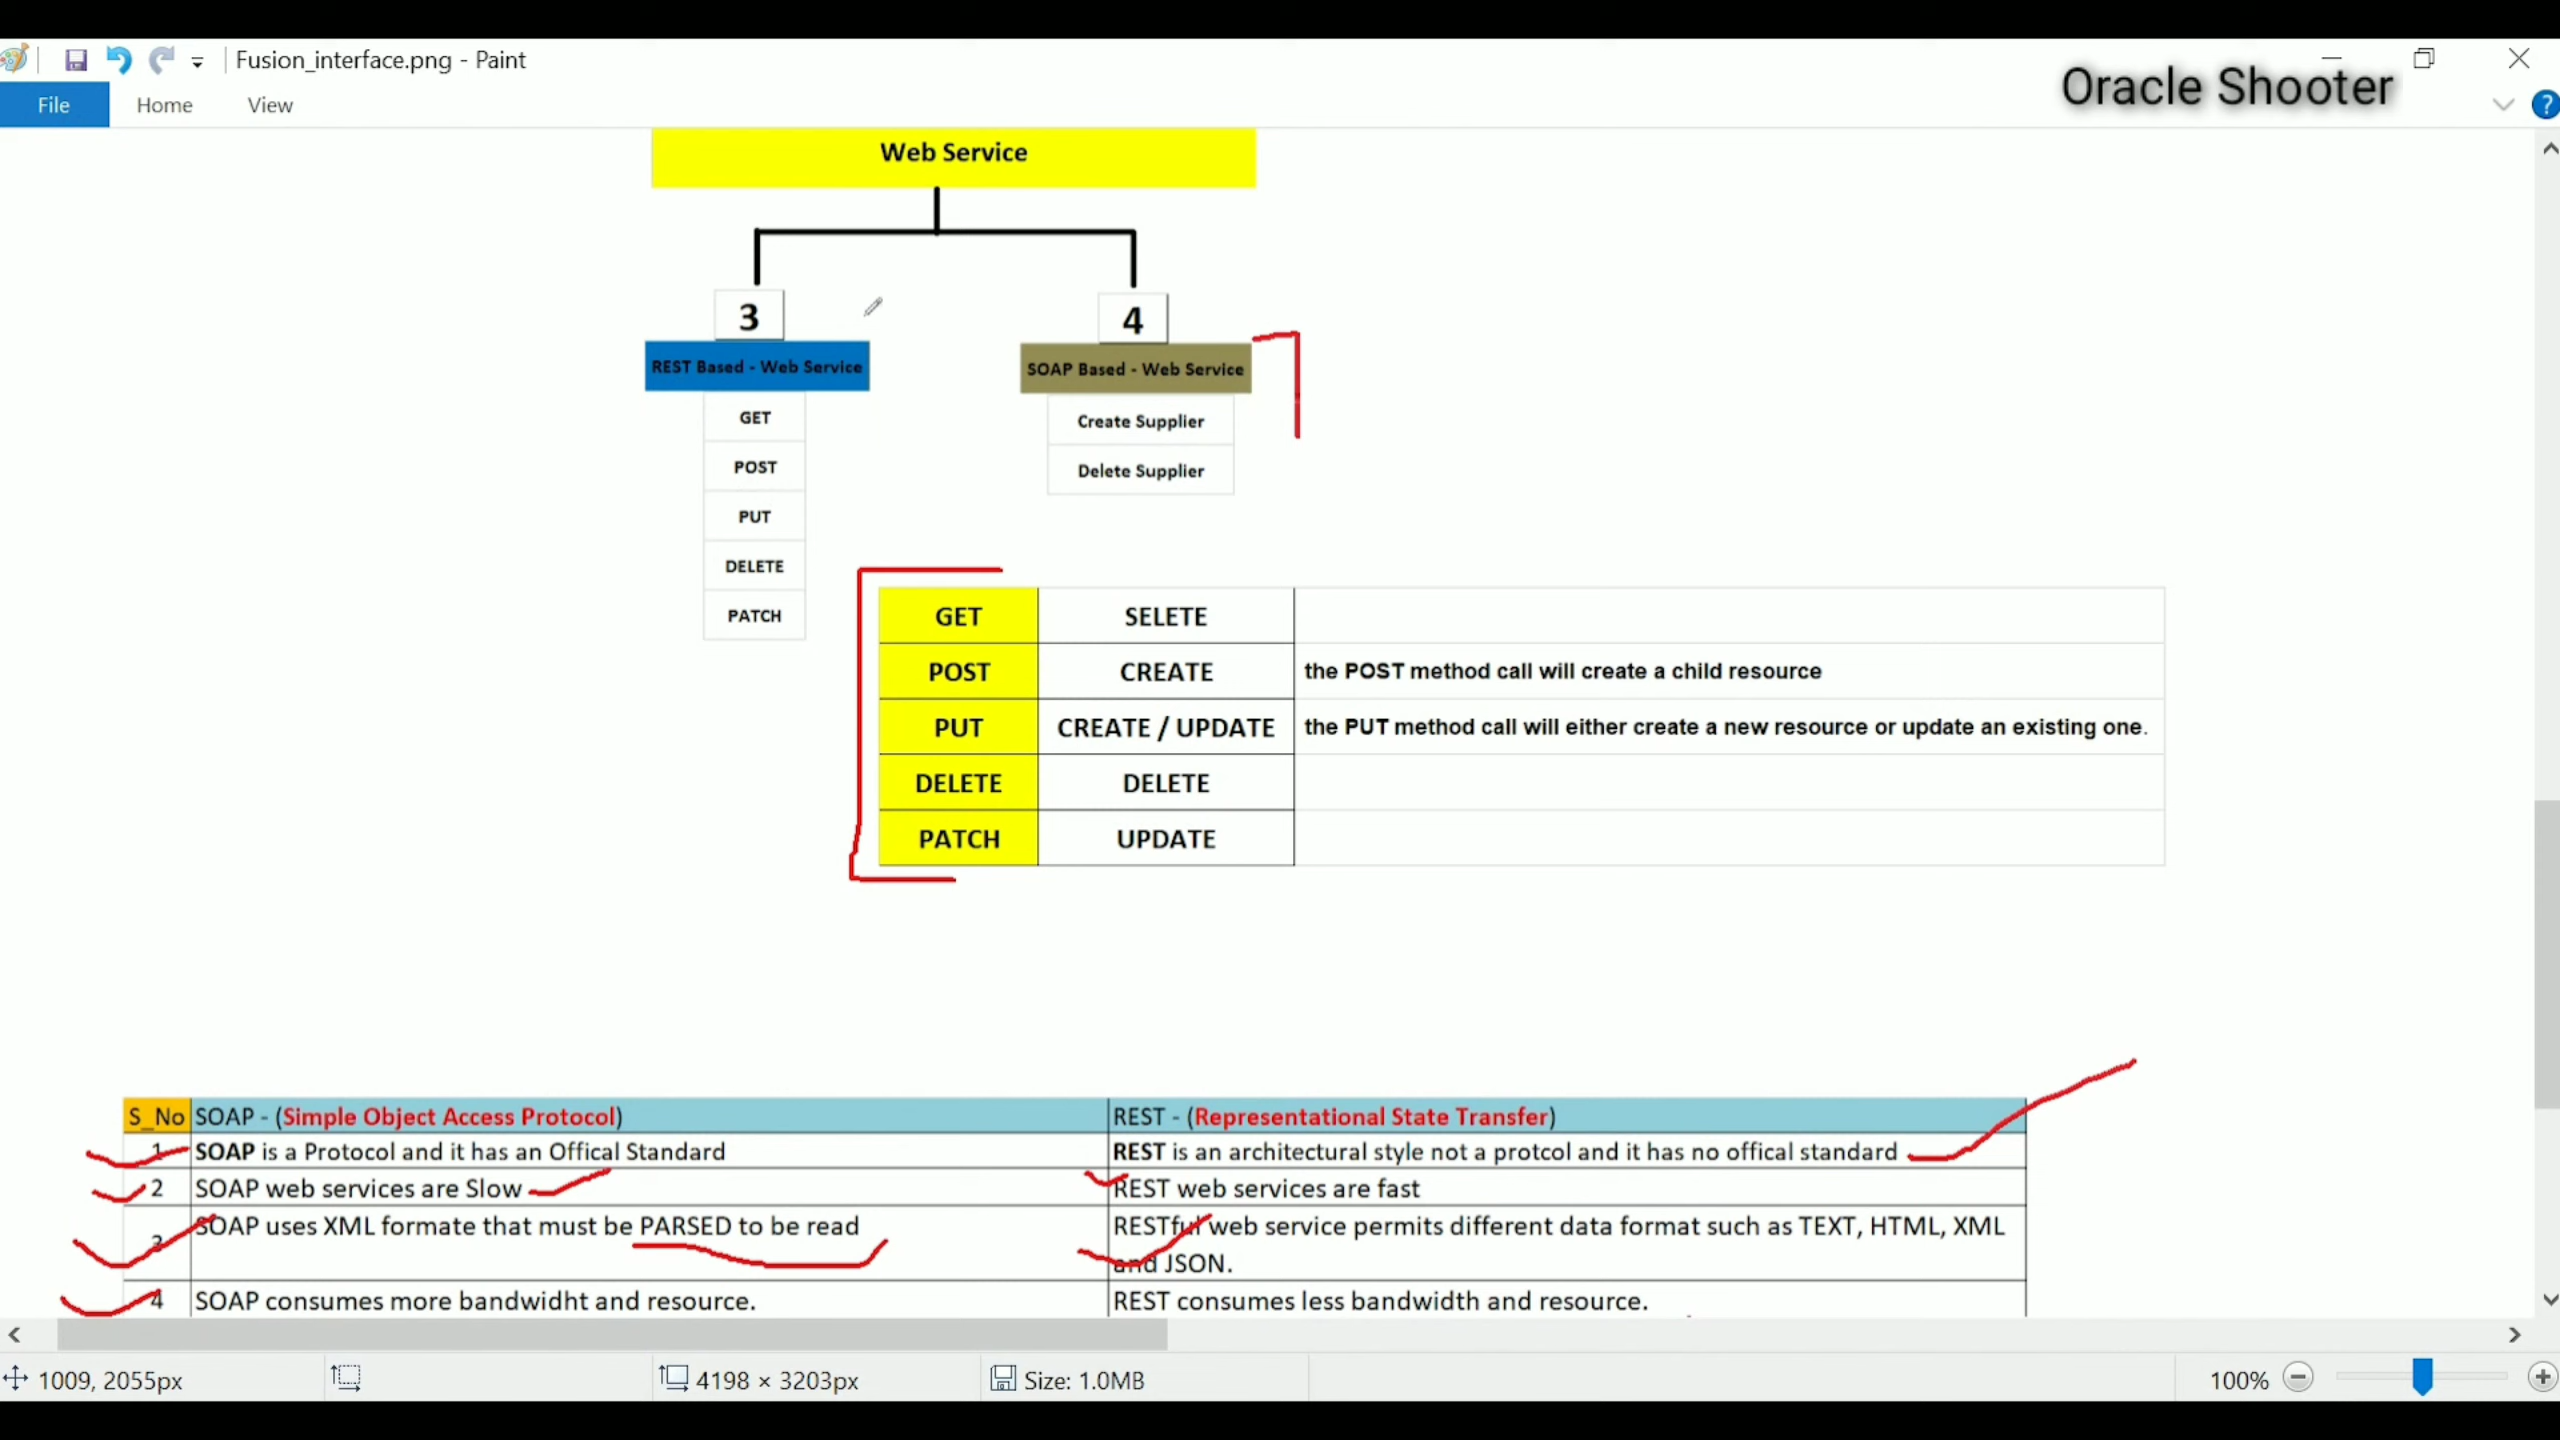 Fusion_interface.png - Paint
Oracle Shooter
File Home View
?
Web Service
3
4
REST Based - Web Service
SOAP Based - Web Service
GET
Create Supplier
POST
Delete Supplier
PUT
DELETE
PATCH
GET SELETE
POST CREATE the POST method call will create a child resource
PUT CREATE / UPDATE the PUT method call will either create a new resource or update an existing one.
DELETE DELETE
PATCH UPDATE
S_No SOAP - (Simple Object Access Protocol) REST - (Representational State Transfer)
1 SOAP is a Protocol and it has an Offical Standard REST is an architectural style not a protcol and it has no offical standard
2 SOAP web services are Slow REST web services are fast
3 SOAP uses XML formate that must be PARSED to be read RESTful web service permits different data format such as TEXT, HTML, XML
and JSON.
4 SOAP consumes more bandwidht and resource. REST consumes less bandwidth and resource.
1009, 2055px 4198 × 3203px Size: 1.0MB 100%